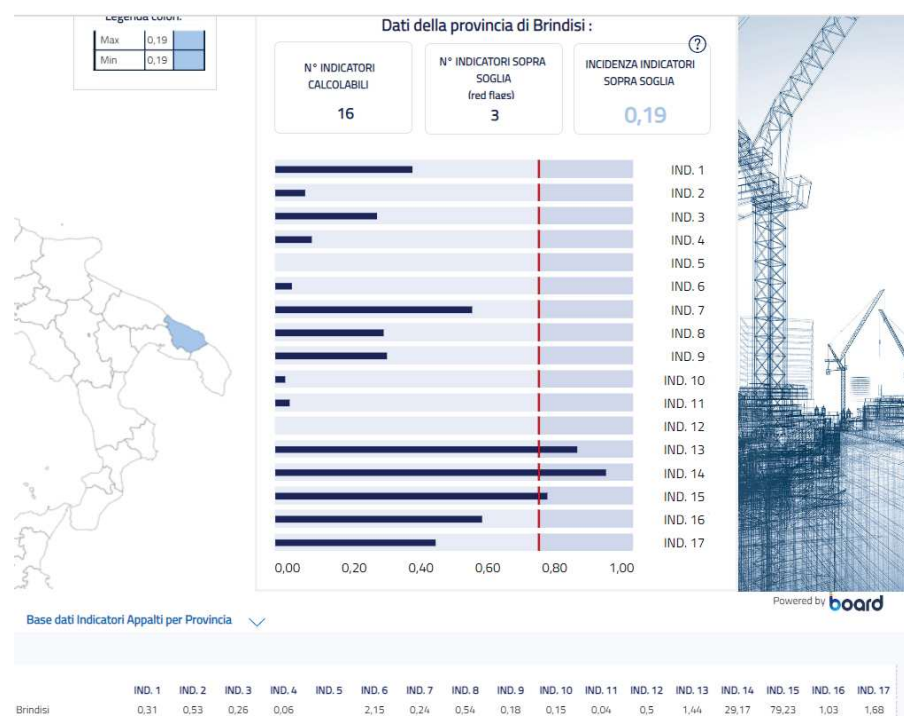 Legenda colori:
Max 0,19
Min 0,19
Dati della provincia di Brindisi :
?
N° INDICATORI CALCOLABILI
16
N° INDICATORI SOPRA SOGLIA
(red flags)
3
INCIDENZA INDICATORI SOPRA SOGLIA
0,19
IND. 1
IND. 2
IND. 3
IND. 4
IND. 5
IND. 6
IND. 7
IND. 8
IND. 9
IND. 10
IND. 11
IND. 12
IND. 13
IND. 14
IND. 15
IND. 16
IND. 17
0,00 0,20 0,40 0,60 0,80 1,00
Powered by board
Base dati Indicatori Appalti per Provincia
IND. 1 IND. 2 IND. 3 IND. 4 IND. 5 IND. 6 IND. 7 IND. 8 IND. 9 IND. 10 IND. 11 IND. 12 IND. 13 IND. 14 IND. 15 IND. 16 IND. 17
Brindisi 0,31 0,53 0,26 0,06 2,15 0,24 0,54 0,18 0,15 0,04 0,5 1,44 29,17 79,23 1,03 1,68